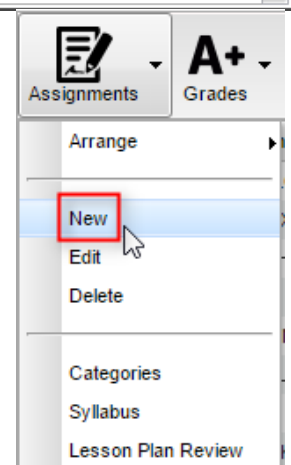 A+
Assignments Grades
Arrange
New
Edit
Delete
Categories
Syllabus
Lesson Plan Review